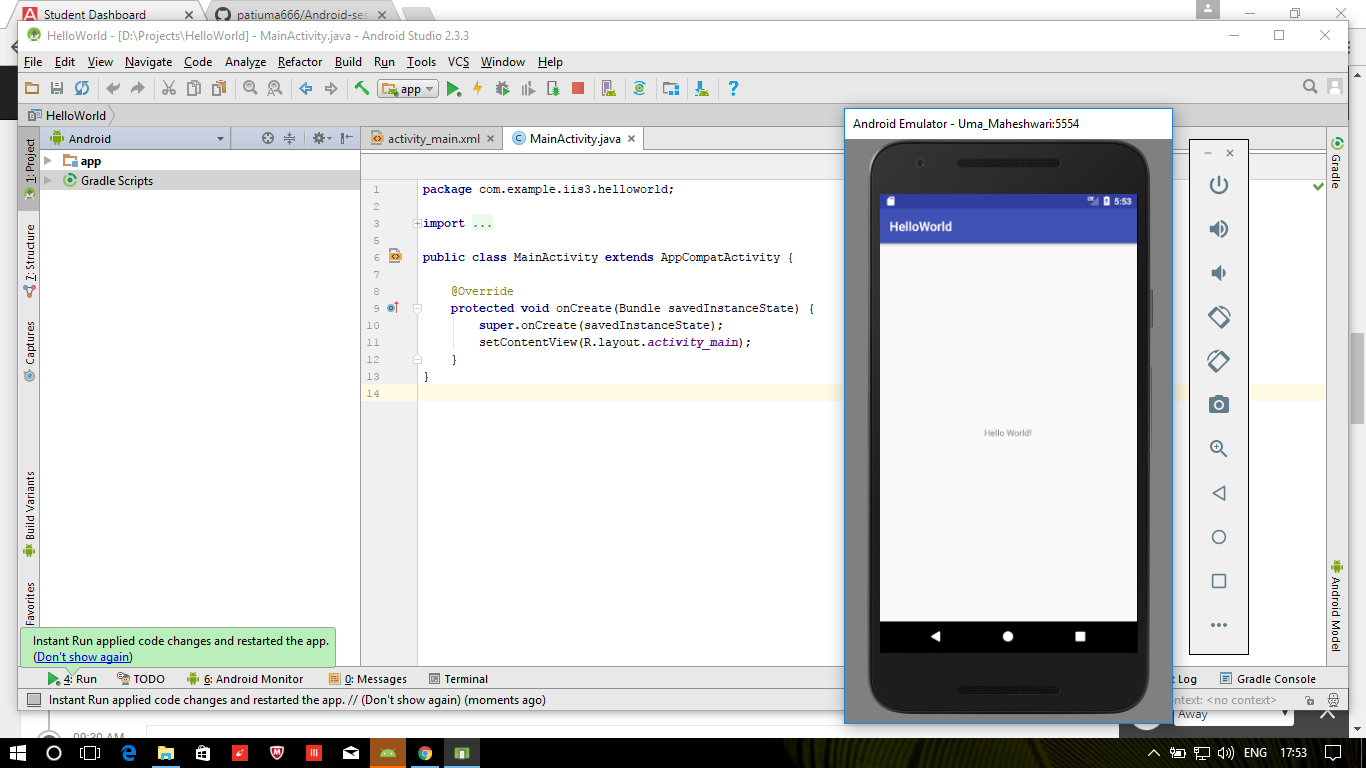 Student Dashboard
patiuma666/Android-ses
HelloWorld - [D:\Projects\HelloWorld] - MainActivity.java - Android Studio 2.3.3
File Edit View Navigate Code Analyze Refactor Build Run Tools VCS Window Help
app
HelloWorld
Android
activity_main.xml
MainActivity.java
1: Project
7: Structure
Captures
Build Variants
Favorites
app
Gradle Scripts
1 package com.example.iis3.helloworld;
2
3 import ...
5
6 public class MainActivity extends AppCompatActivity {
7
8 @Override
9 protected void onCreate(Bundle savedInstanceState) {
10 super.onCreate(savedInstanceState);
11 setContentView(R.layout.activity_main);
12 }
13 }
14
Android Emulator - Uma_Maheshwari:5554
5:53
HelloWorld
Hello World!
Gradle
Android Model
Instant Run applied code changes and restarted the app.
(Don't show again)
4: Run TODO 6: Android Monitor 0: Messages Terminal
t Log Gradle Console
Instant Run applied code changes and restarted the app. // (Don't show again) (moments ago)
ntext: <no context>
09:30 AM
Away
ENG 17:53